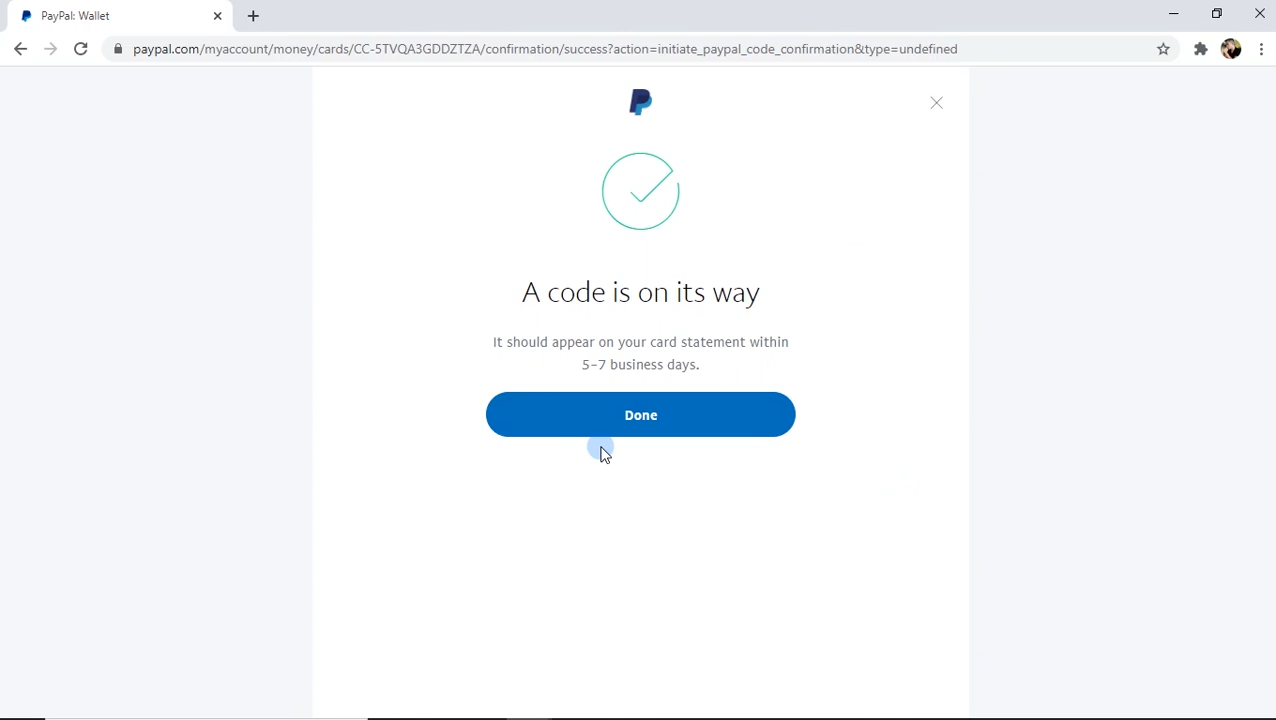 PayPal: Wallet
paypal.com/myaccount/money/cards/CC-5TVQA3GDDZTZA/confirmation/success?action=initiate_paypal_code_confirmation&type=undefined
A code is on its way
It should appear on your card statement within
5-7 business days.
Done